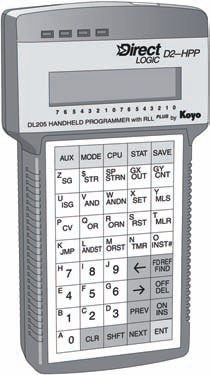 Direct
LOGIC D2–HPP
7 6 5 4 3 2 1 0 7 6 5 4 3 2 1 0
DL205 HANDHELD PROGRAMMER with RLL PLUS by Koyo
AUX MODE CPU STAT SAVE
Z SG $ STR SP STRN GX OUT GY CNT
U ISG V AND W ANDN X SET Y MLS
P CV Q OR R ORN S RST T MLR
K JMP L ANDST M ORST N TMR O INST#
H 7 I 8 J 9 ← FD REF FIND
E 4 F 5 G 6 → OFF DEL
B 1 C 2 D 3 PREV ON INS
A 0 CLR SHFT NEXT ENT